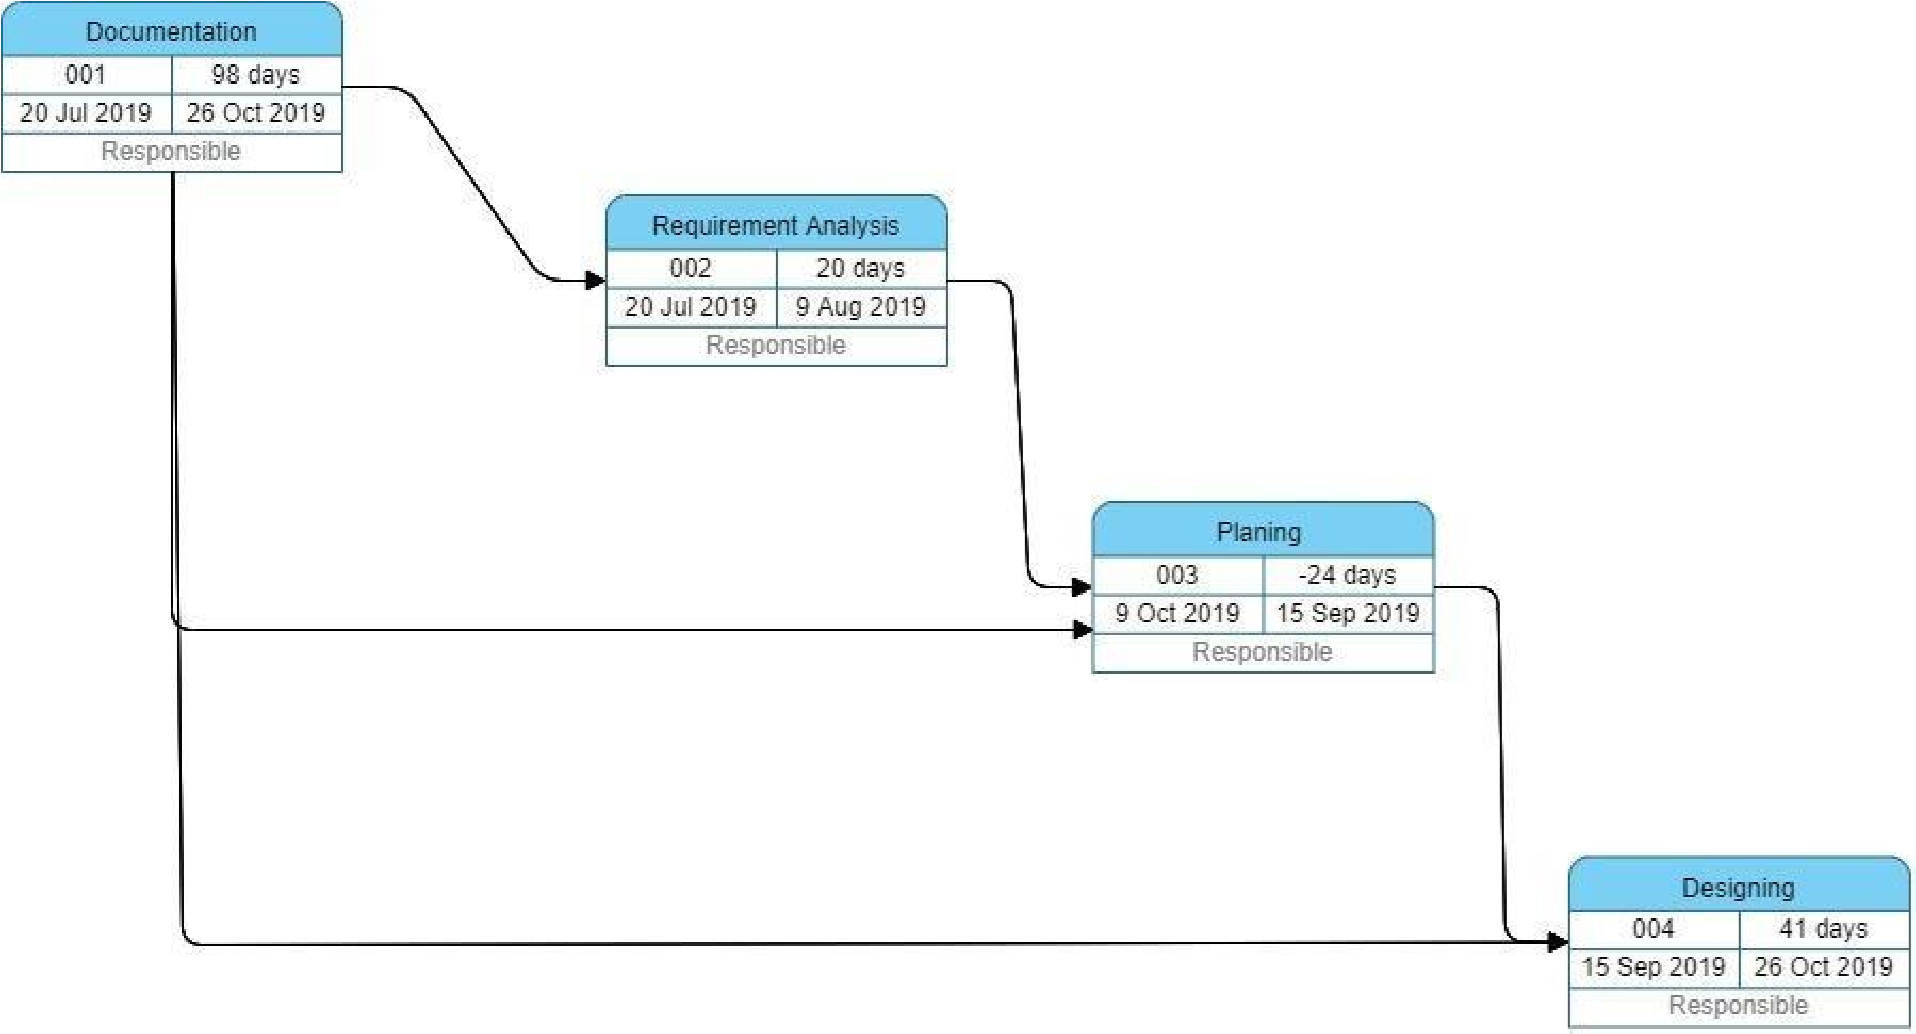 Documentation
001 98 days
20 Jul 2019 26 Oct 2019
Responsible
Requirement Analysis
002 20 days
20 Jul 2019 9 Aug 2019
Responsible
Planing
003 -24 days
9 Oct 2019 15 Sep 2019
Responsible
Designing
004 41 days
15 Sep 2019 26 Oct 2019
Responsible